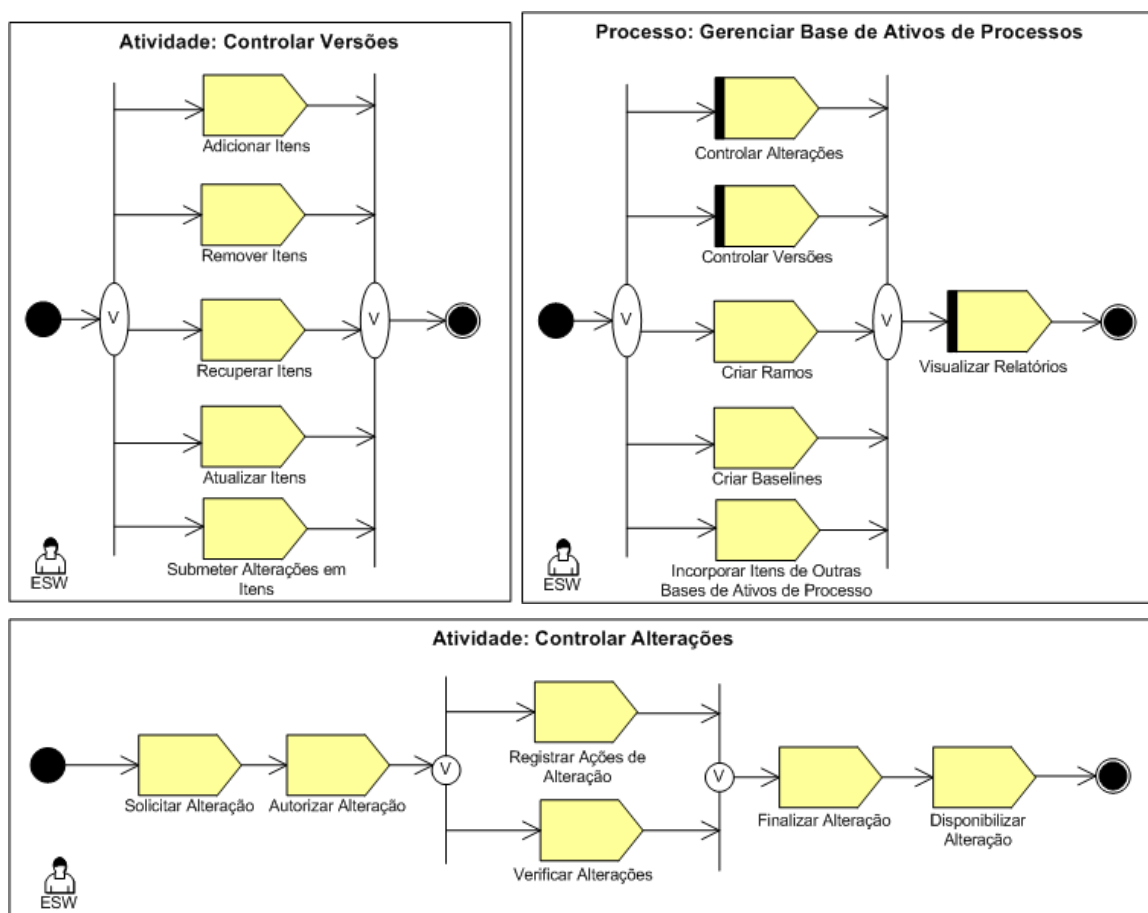 Atividade: Controlar Versões
Adicionar Itens
Remover Itens
V
V
Recuperar Itens
Atualizar Itens
Submeter Alterações em
Itens
ESW
Processo: Gerenciar Base de Ativos de Processos
Controlar Alterações
Controlar Versões
V
V
Criar Ramos
Visualizar Relatórios
Criar Baselines
Incorporar Itens de Outras
Bases de Ativos de Processo
ESW
Atividade: Controlar Alterações
Solicitar Alteração
Autorizar Alteração
V
Registrar Ações de
Alteração
Verificar Alterações
V
Finalizar Alteração
Disponibilizar
Alteração
ESW